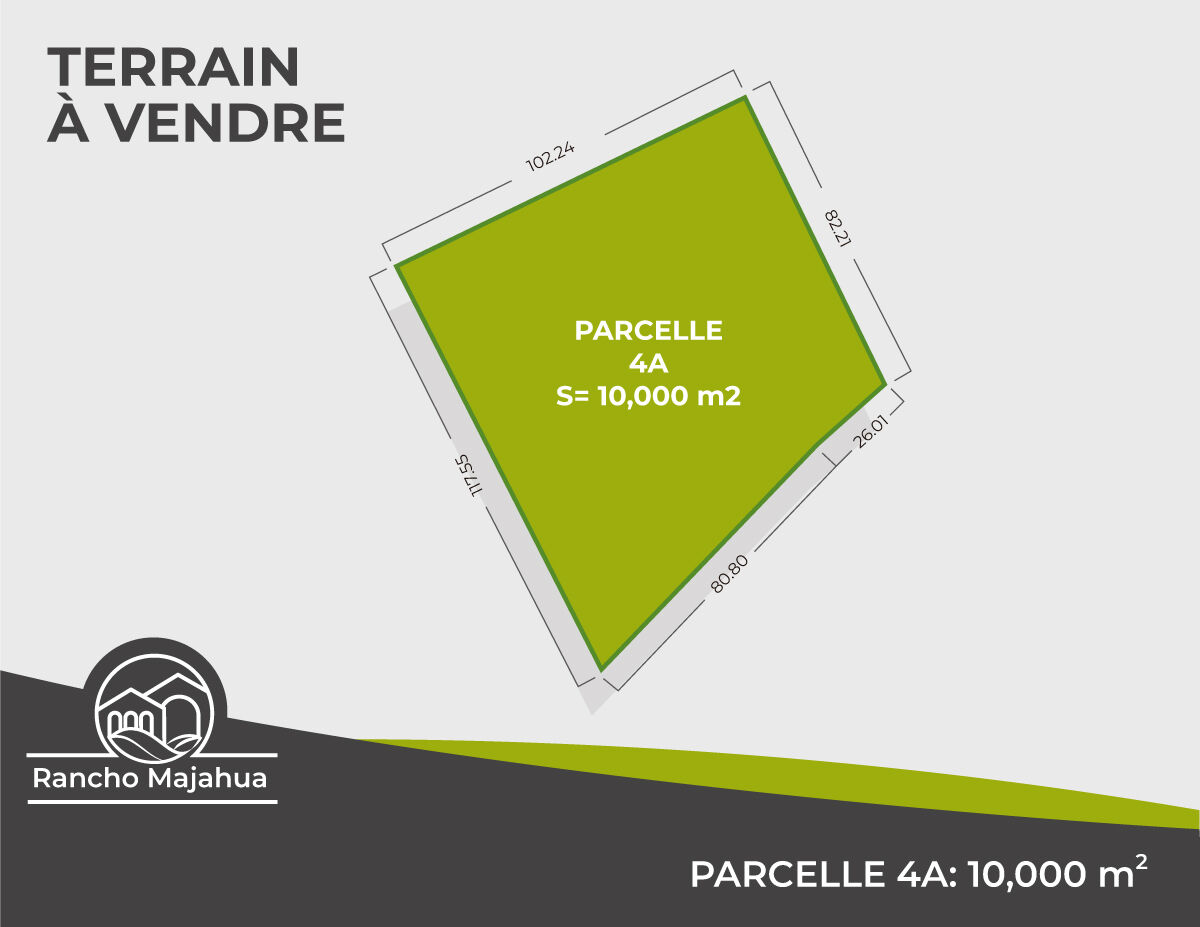 TERRAIN
À VENDRE
102.24
82.21
PARCELLE
4A
S= 10,000 m2
26.01
117.55
80.80
Rancho Majahua
PARCELLE 4A: 10,000 m²